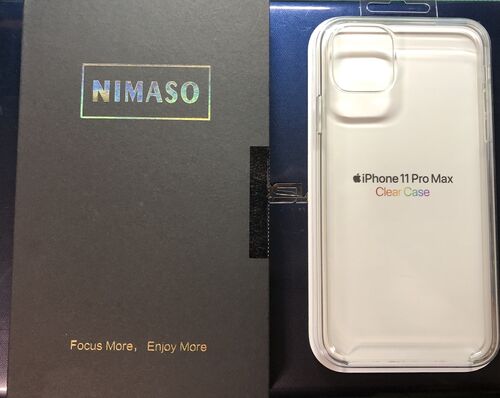 NIMASO
Focus More, Enjoy More
iPhone 11 Pro Max
Clear Case